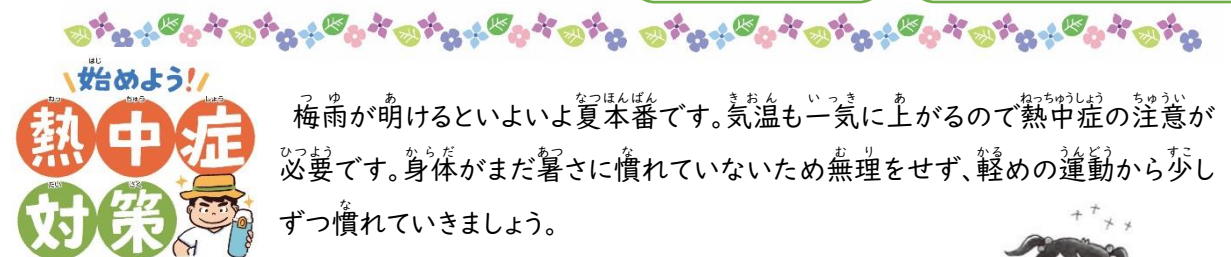 始めよう!
熱中症
対策
梅雨が明けるといよいよ夏本番です。気温も一気に上がるので熱中症の注意が
必要です。身体がまだ暑さに慣れていないため無理をせず、軽めの運動から少し
ずつ慣れていきましょう。